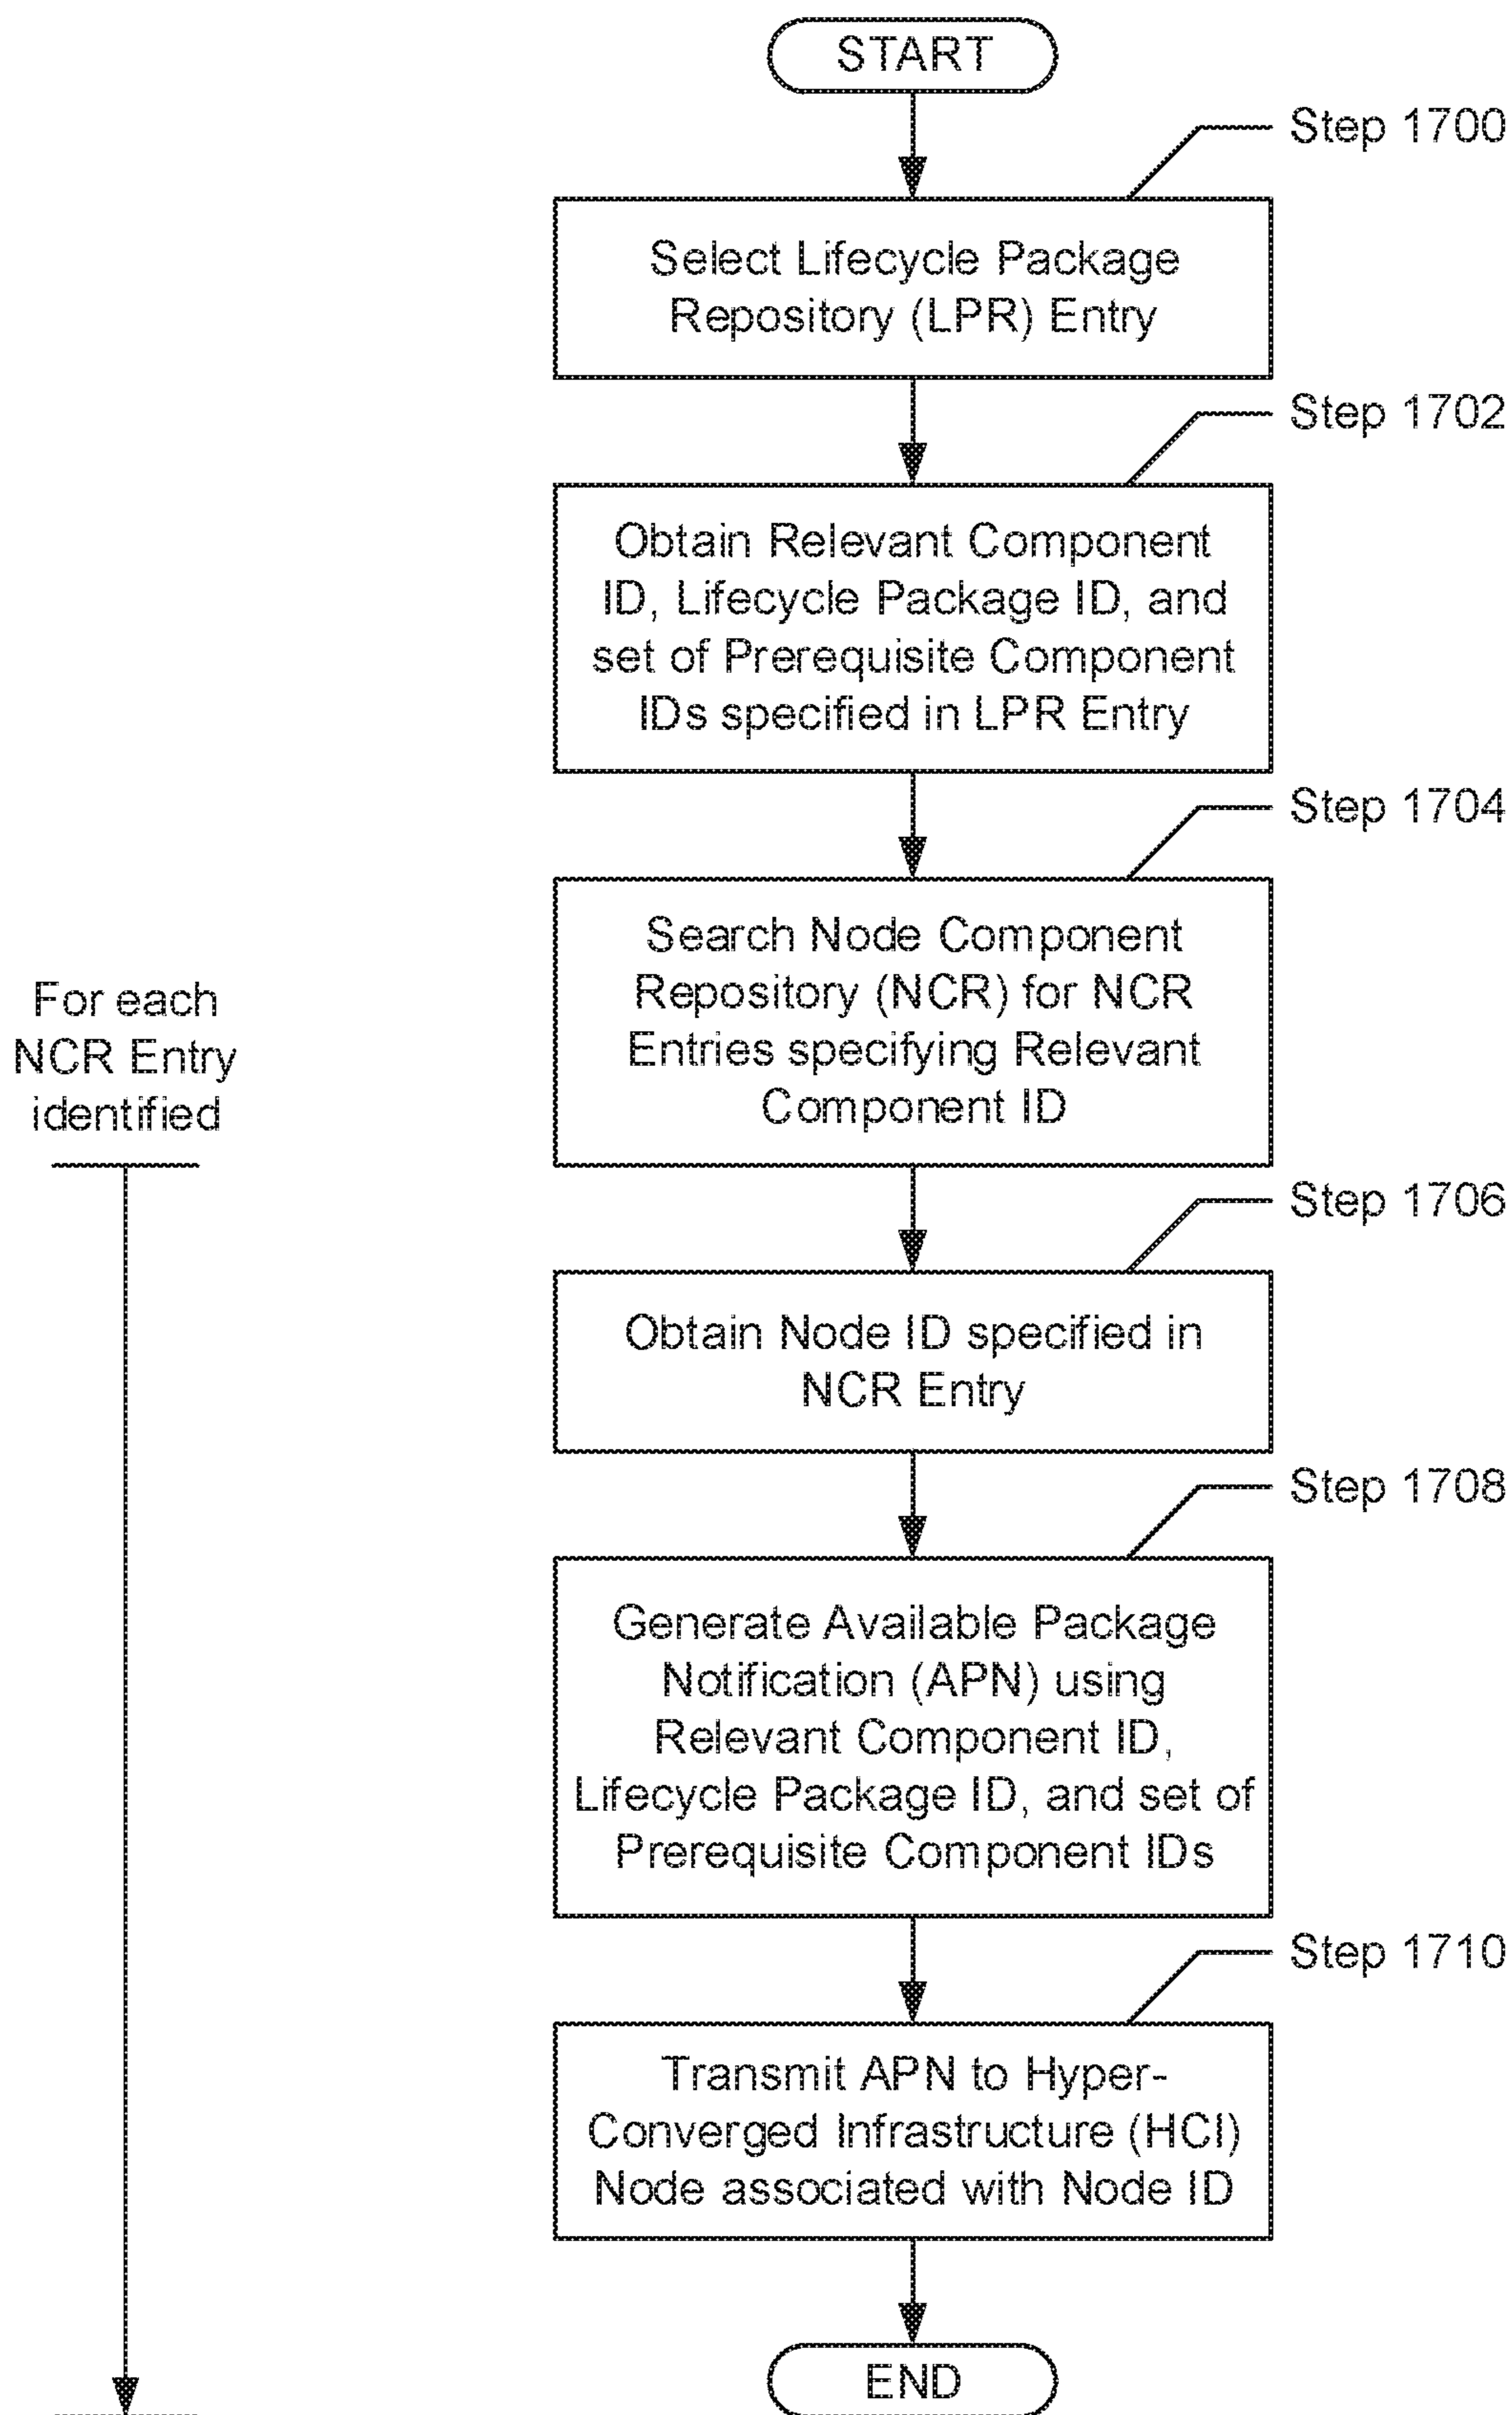 START
Step 1700
Select Lifecycle Package
Repository (LPR) Entry
Step 1702
Obtain Relevant Component
ID, Lifecycle Package ID, and
set of Prerequisite Component
IDs specified in LPR Entry
Step 1704
Search Node Component
Repository (NCR) for NCR
Entries specifying Relevant
Component ID
For each
NCR Entry
identified
Step 1706
Obtain Node ID specified in
NCR Entry
Step 1708
Generate Available Package
Notification (APN) using
Relevant Component ID,
Lifecycle Package ID, and set of
Prerequisite Component IDs
Step 1710
Transmit APN to Hyper-
Converged Infrastructure (HCI)
Node associated with Node ID
END